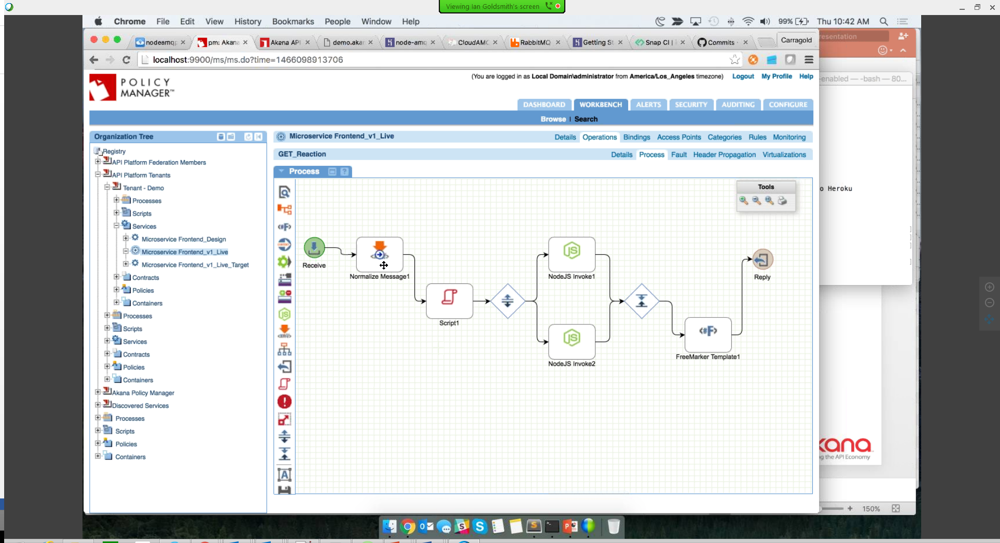 Viewing Ian Goldsmith's screen
Chrome File Edit View History Bookmarks People Window Help
99% Thu 10:42 AM
nodeamqp
pm: Akana
Akana API
demo.akan
node-amq
CloudAMQ
RabbitMQ
Getting St
Snap CI |
Commits ·
Carragold
resentation
localhost:9900/ms/ms.do?time=1466098913706
POLICY
MANAGER™
(You are logged in as Local Domain\administrator from America/Los_Angeles timezone) Logout My Profile Help
-enabled — -bash — 80...
DASHBOARD WORKBENCH ALERTS SECURITY AUDITING CONFIGURE
Browe | Search
Organization Tree
Registry
API Platform Federation Members
API Platform Tenants
Tenant - Demo
Processes
Scripts
Services
Microservice Frontend_Design
Microservice Frontend_v1_Live
Microservice Frontend_v1_Live_Target
Contracts
Policies
Containers
Processes
Scripts
Services
Contracts
Policies
Containers
Akana Policy Manager
Discovered Services
Processes
Scripts
Policies
Containers
Microservice Frontend_v1_Live
Details Operations Bindings Access Points Categories Rules Monitoring
GET_Reaction
Details Process Fault Header Propagation Virtualizations
Process
Tools
Receive
Normalize Message1
Script1
NodeJS Invoke1
NodeJS Invoke2
FreeMarker Template1
Reply
o Heroku
kana
g the API Economy
150%